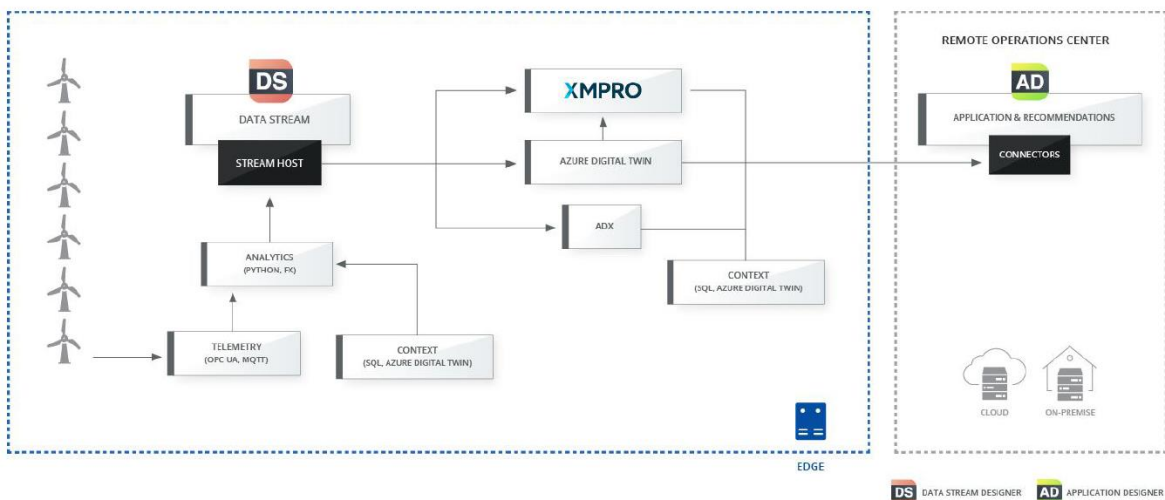 REMOTE OPERATIONS CENTER
DS
DATA STREAM
STREAM HOST
XMPRO
AZURE DIGITAL TWIN
ADX
ANALYTICS
(PYTHON, FX)
CONTEXT
(SQL, AZURE DIGITAL TWIN)
TELEMETRY
(OPC UA, MQTT)
CONTEXT
(SQL, AZURE DIGITAL TWIN)
EDGE
AD
APPLICATION & RECOMMENDATIONS
CONNECTORS
CLOUD
ON-PREMISE
DS DATA STREAM DESIGNER
AD APPLICATION DESIGNER